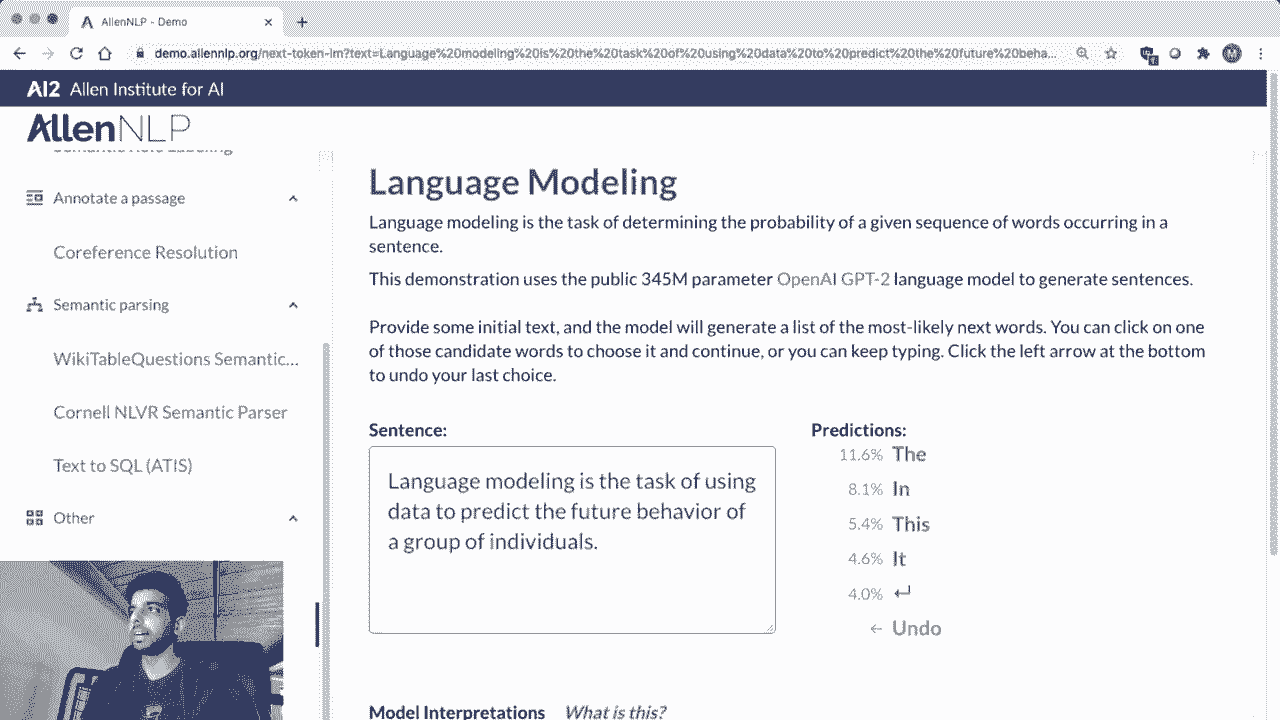 AllenNLP - Demo
demo.allennlp.org/next-token-lm?text=Language%20modeling%20is%20the%20task%20of%20using%20data%20to%20predict%20the%20future%20beha...
AI2 Allen Institute for AI
AllenNLP
Semantic Role Labeling
Annotate a passage
Coreference Resolution
Semantic parsing
WikiTableQuestions Semantic...
Cornell NLVR Semantic Parser
Text to SQL (ATIS)
Other
Language Modeling
Language modeling is the task of determining the probability of a given sequence of words occurring in a
sentence.
This demonstration uses the public 345M parameter OpenAI GPT-2 language model to generate sentences.
Provide some initial text, and the model will generate a list of the most-likely next words. You can click on one
of those candidate words to choose it and continue, or you can keep typing. Click the left arrow at the bottom
to undo your last choice.
Sentence:
Language modeling is the task of using
data to predict the future behavior of
a group of individuals.
Predictions:
11.6% The
8.1% In
5.4% This
4.6% It
4.0% ↵
← Undo
Model Interpretations What is this?